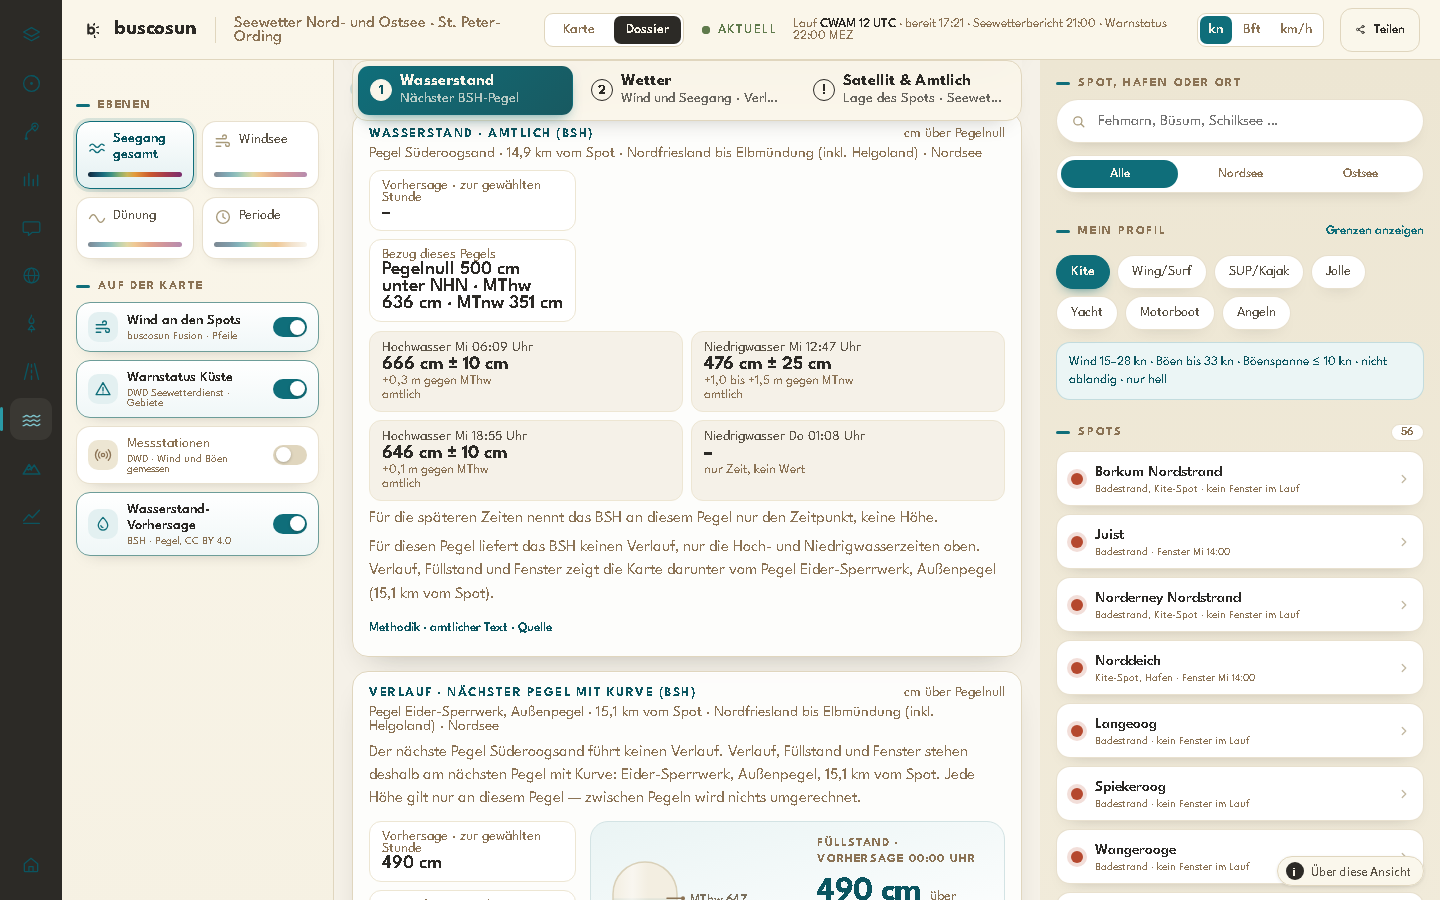 buscosun
Seewetter Nord- und Ostsee · St. Peter-
Ording
Karte
Dossier
AKTUELL
Lauf CWAM 12 UTC · bereit 17:21 · Seewetterbericht 21:00 · Warnstatus
22:00 MEZ
kn
Bft
km/h
Teilen
EBENEN
Seegang
gesamt
Windsee
Dünung
Periode
AUF DER KARTE
Wind an den Spots
buscosun Fusion · Pfeile
Warnstatus Küste
DWD Seewetterdienst ·
Gebiete
Messstationen
DWD · Wind und Böen
gemessen
Wasserstand-
Vorhersage
BSH · Pegel, CC BY 4.0
1
Wasserstand
Nächster BSH-Pegel
2
Wetter
Wind und Seegang · Verl...
!
Satellit & Amtlich
Lage des Spots · Seewet...
WASSERSTAND · AMTLICH (BSH)
cm über Pegelnull
Pegel Süderoogsand · 14,9 km vom Spot · Nordfriesland bis Elbmündung (inkl. Helgoland) · Nordsee
Vorhersage · zur gewählten
Stunde
–
Bezug dieses Pegels
Pegelnull 500 cm
unter NHN · MThw
636 cm · MTnw 351 cm
Hochwasser Mi 06:09 Uhr
666 cm ± 10 cm
+0,3 m gegen MThw
amtlich
Niedrigwasser Mi 12:47 Uhr
476 cm ± 25 cm
+1,0 bis +1,5 m gegen MTnw
amtlich
Hochwasser Mi 18:55 Uhr
646 cm ± 10 cm
+0,1 m gegen MThw
amtlich
Niedrigwasser Do 01:08 Uhr
–
nur Zeit, kein Wert
Für die späteren Zeiten nennt das BSH an diesem Pegel nur den Zeitpunkt, keine Höhe.
Für diesen Pegel liefert das BSH keinen Verlauf, nur die Hoch- und Niedrigwasserzeiten oben.
Verlauf, Füllstand und Fenster zeigt die Karte darunter vom Pegel Eider-Sperrwerk, Außenpegel
(15,1 km vom Spot).
Methodik · amtlicher Text · Quelle
VERLAUF · NÄCHSTER PEGEL MIT KURVE (BSH)
cm über Pegelnull
Pegel Eider-Sperrwerk, Außenpegel · 15,1 km vom Spot · Nordfriesland bis Elbmündung (inkl.
Helgoland) · Nordsee
Der nächste Pegel Süderoogsand führt keinen Verlauf. Verlauf, Füllstand und Fenster stehen
deshalb am nächsten Pegel mit Kurve: Eider-Sperrwerk, Außenpegel, 15,1 km vom Spot. Jede
Höhe gilt nur an diesem Pegel — zwischen Pegeln wird nichts umgerechnet.
Vorhersage · zur gewählten
Stunde
490 cm
FÜLLSTAND ·
VORHERSAGE 00:00 UHR
490 cm über
MThw 647
SPOT, HAFEN ODER ORT
Fehmarn, Büsum, Schilksee ...
Alle
Nordsee
Ostsee
MEIN PROFIL
Grenzen anzeigen
Kite
Wing/Surf
SUP/Kajak
Jolle
Yacht
Motorboot
Angeln
Wind 15–28 kn · Böen bis 33 kn · Böenspanne ≤ 10 kn · nicht
ablandig · nur hell
SPOTS
56
Borkum Nordstrand
Badestrand, Kite-Spot · kein Fenster im Lauf
Juist
Badestrand · Fenster Mi 14:00
Norderney Nordstrand
Badestrand, Kite-Spot · kein Fenster im Lauf
Norddeich
Kite-Spot, Hafen · Fenster Mi 14:00
Langeoog
Badestrand · kein Fenster im Lauf
Spiekeroog
Badestrand · kein Fenster im Lauf
Wangerooge
Badestrand · kein Fenster im Lauf
i
Über diese Ansicht